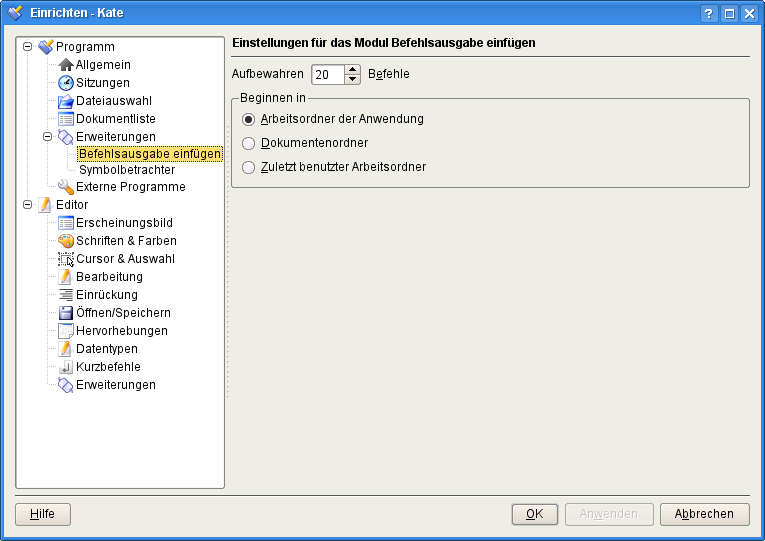 Einrichten - Kate
Programm
Allgemein
Sitzungen
Dateiauswahl
Dokumentliste
Erweiterungen
Befehlsausgabe einfügen
Symbolbetrachter
Externe Programme
Editor
Erscheinungsbild
Schriften & Farben
Cursor & Auswahl
Bearbeitung
Einrückung
Öffnen/Speichern
Hervorhebungen
Datentypen
Kurzbefehle
Erweiterungen
Einstellungen für das Modul Befehlsausgabe einfügen
Aufbewahren 20 Befehle
Beginnen in
Arbeitsordner der Anwendung
Dokumentenordner
Zuletzt benutzter Arbeitsordner
Hilfe OK Anwenden Abbrechen